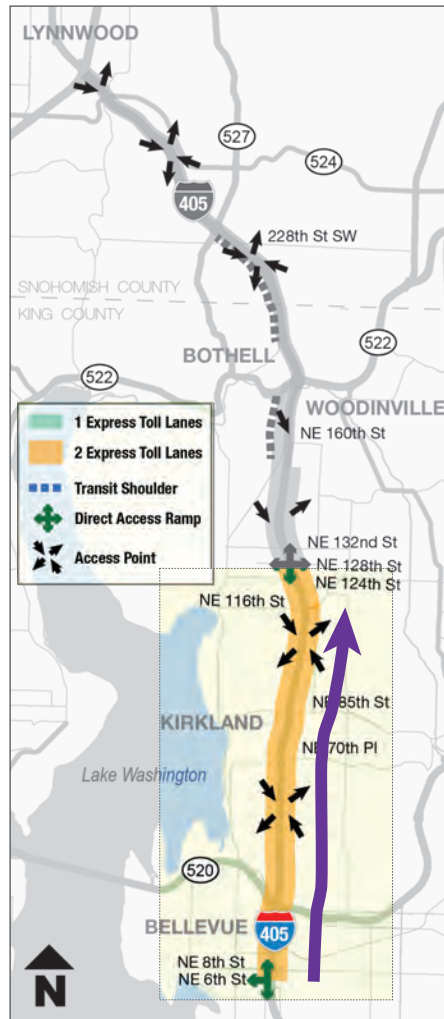 LYNNWOOD
527
524
405
228th St SW
SNOHOMISH COUNTY
KING COUNTY
BOTHELL
522
522
WOODINVILLE
1 Express Toll Lanes
2 Express Toll Lanes
Transit Shoulder
Direct Access Ramp
Access Point
NE 160th St
NE 132nd St
NE 128th St
NE 124th St
NE 116th St
NE 85th St
KIRKLAND
NE 70th Pl
Lake Washington
520
BELLEVUE
405
NE 8th St
NE 6th St
N